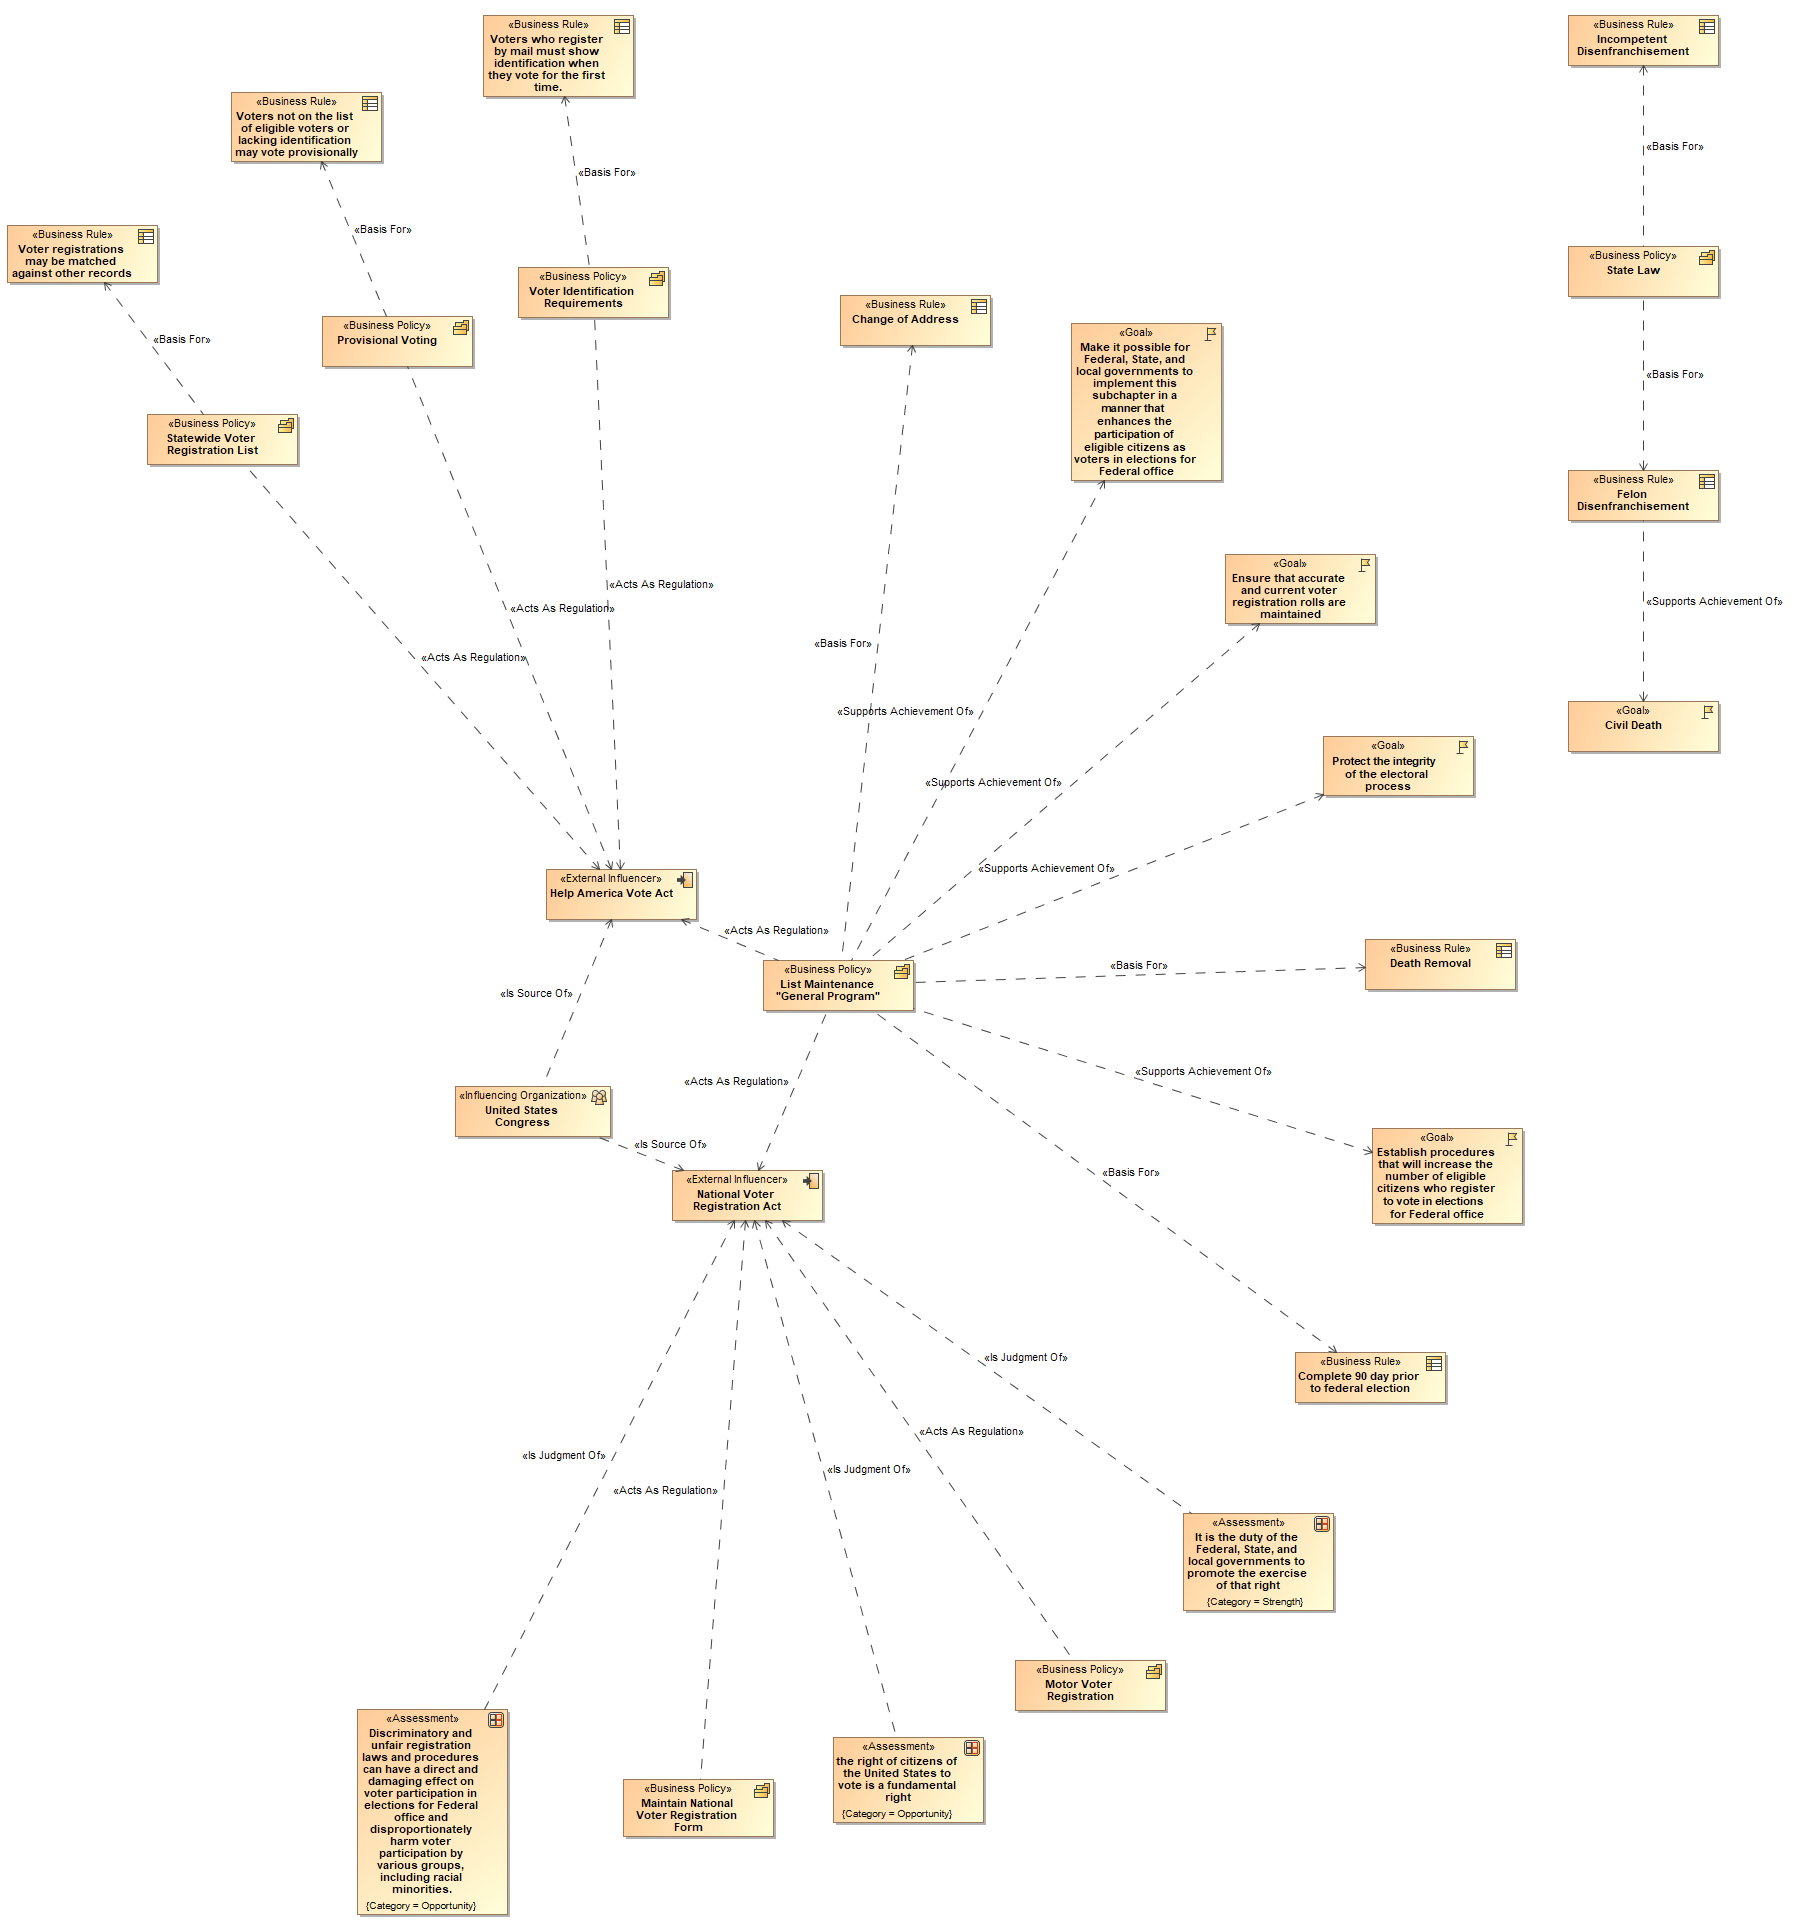 «Business Rule»
Voters who register
by mail must show
identification when
they vote for the first
time.
«Business Rule»
Incompetent
Disenfranchisement
«Business Rule»
Voters not on the list
of eligible voters or
lacking identification
may vote provisionally
«Basis For»
«Basis For»
«Basis For»
«Business Rule»
Voter registrations
may be matched
against other records
«Business Policy»
Voter Identification
Requirements
«Business Policy»
State Law
«Business Policy»
Provisional Voting
«Basis For»
«Business Rule»
Change of Address
«Goal»
Make it possible for
Federal, State, and
local governments to
implement this
subchapter in a
manner that
enhances the
participation of
eligible citizens as
voters in elections for
Federal office
«Basis For»
«Business Policy»
Statewide Voter
Registration List
«Business Rule»
Felon
Disenfranchisement
«Goal»
Ensure that accurate
and current voter
registration rolls are
maintained
«Acts As Regulation»
«Acts As Regulation»
«Acts As Regulation»
«Supports Achievement Of»
«Basis For»
«Supports Achievement Of»
«Goal»
Civil Death
«Goal»
Protect the integrity
of the electoral
process
«Supports Achievement Of»
«Supports Achievement Of»
«External Influencer»
Help America Vote Act
«Acts As Regulation»
«Business Policy»
List Maintenance
"General Program"
«Basis For»
«Business Rule»
Death Removal
«Is Source Of»
«Influencing Organization»
United States
Congress
«Acts As Regulation»
«Supports Achievement Of»
«Is Source Of»
«Goal»
Establish procedures
that will increase the
number of eligible
citizens who register
to vote in elections
for Federal office
«Basis For»
«External Influencer»
National Voter
Registration Act
«Business Rule»
Complete 90 day prior
to federal election
«Is Judgment Of»
«Acts As Regulation»
«Is Judgment Of»
«Is Judgment Of»
«Acts As Regulation»
«Assessment»
It is the duty of the
Federal, State, and
local governments to
promote the exercise
of that right
{Category = Strength}
«Business Policy»
Motor Voter
Registration
«Assessment»
Discriminatory and
unfair registration
laws and procedures
can have a direct and
damaging effect on
voter participation in
elections for Federal
office and
disproportionately
harm voter
participation by
various groups,
including racial
minorities.
{Category = Opportunity}
«Business Policy»
Maintain National
Voter Registration
Form
«Assessment»
the right of citizens of
the United States to
vote is a fundamental
right
{Category = Opportunity}